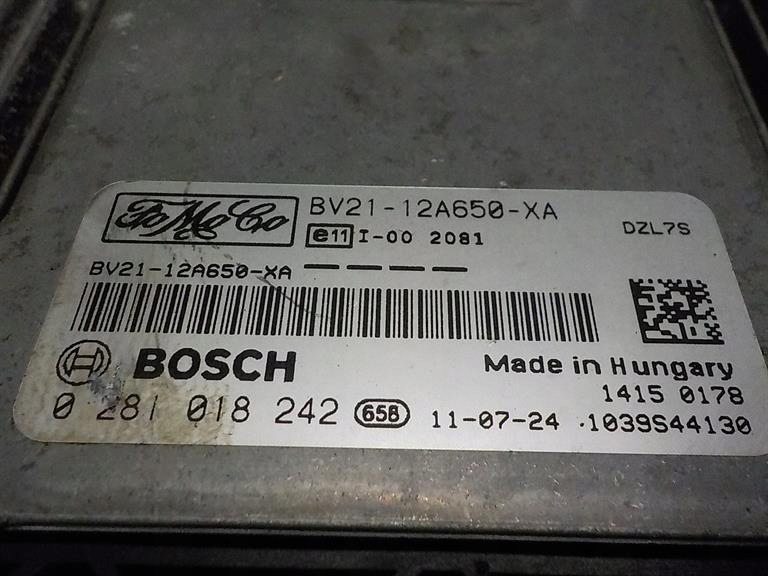 FoMoCo BV21-12A650-XA DZL7S
e11 I-00 2081
BV21-12A650-XA
BOSCH Made in Hungary
1415 0178
0 281 018 242 65B 11-07-24 .1039S44130